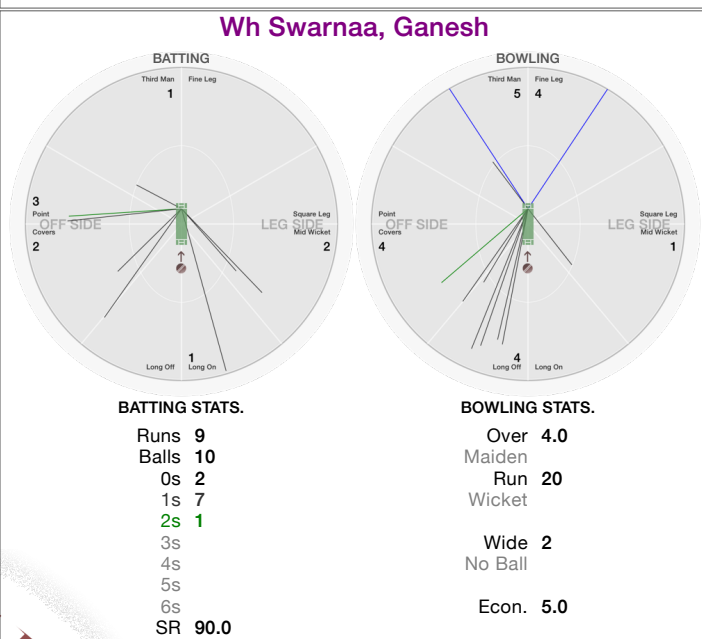 Wh Swarnaa, Ganesh
BATTING
BOWLING
Third Man
Fine Leg
1
Third Man
Fine Leg
5
4
3
Point
OFF SIDE
Covers
2
Square Leg
LEG SIDE
Mid Wicket
2
Point
OFF SIDE
Covers
4
Square Leg
LEG SIDE
Mid Wicket
1
1
Long Off
Long On
4
Long Off
Long On
BATTING STATS.
Runs 9
Balls 10
0s 2
1s 7
2s 1
3s
4s
5s
6s
SR 90.0
BOWLING STATS.
Over 4.0
Maiden
Run 20
Wicket
Wide 2
No Ball
Econ. 5.0